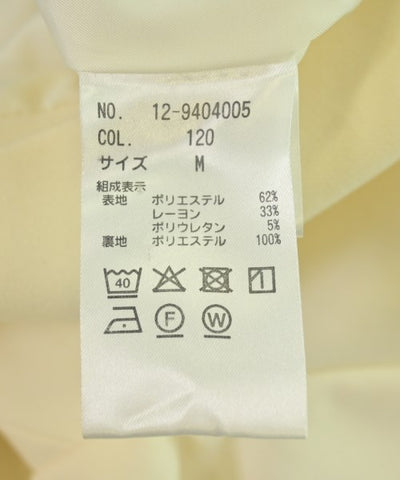 NO. 12-9404005
COL. 120
サイズ M
組成表示
表地 ポリエステル 62%
レーヨン 33%
ポリウレタン 5%
裏地 ポリエステル 100%
40
F W